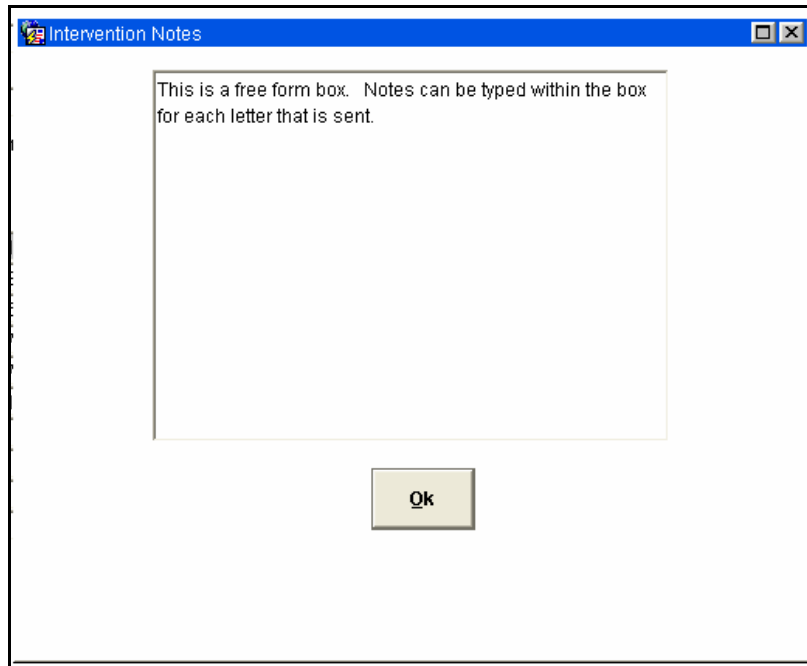 Intervention Notes
This is a free form box.  Notes can be typed within the box
for each letter that is sent.
Ok